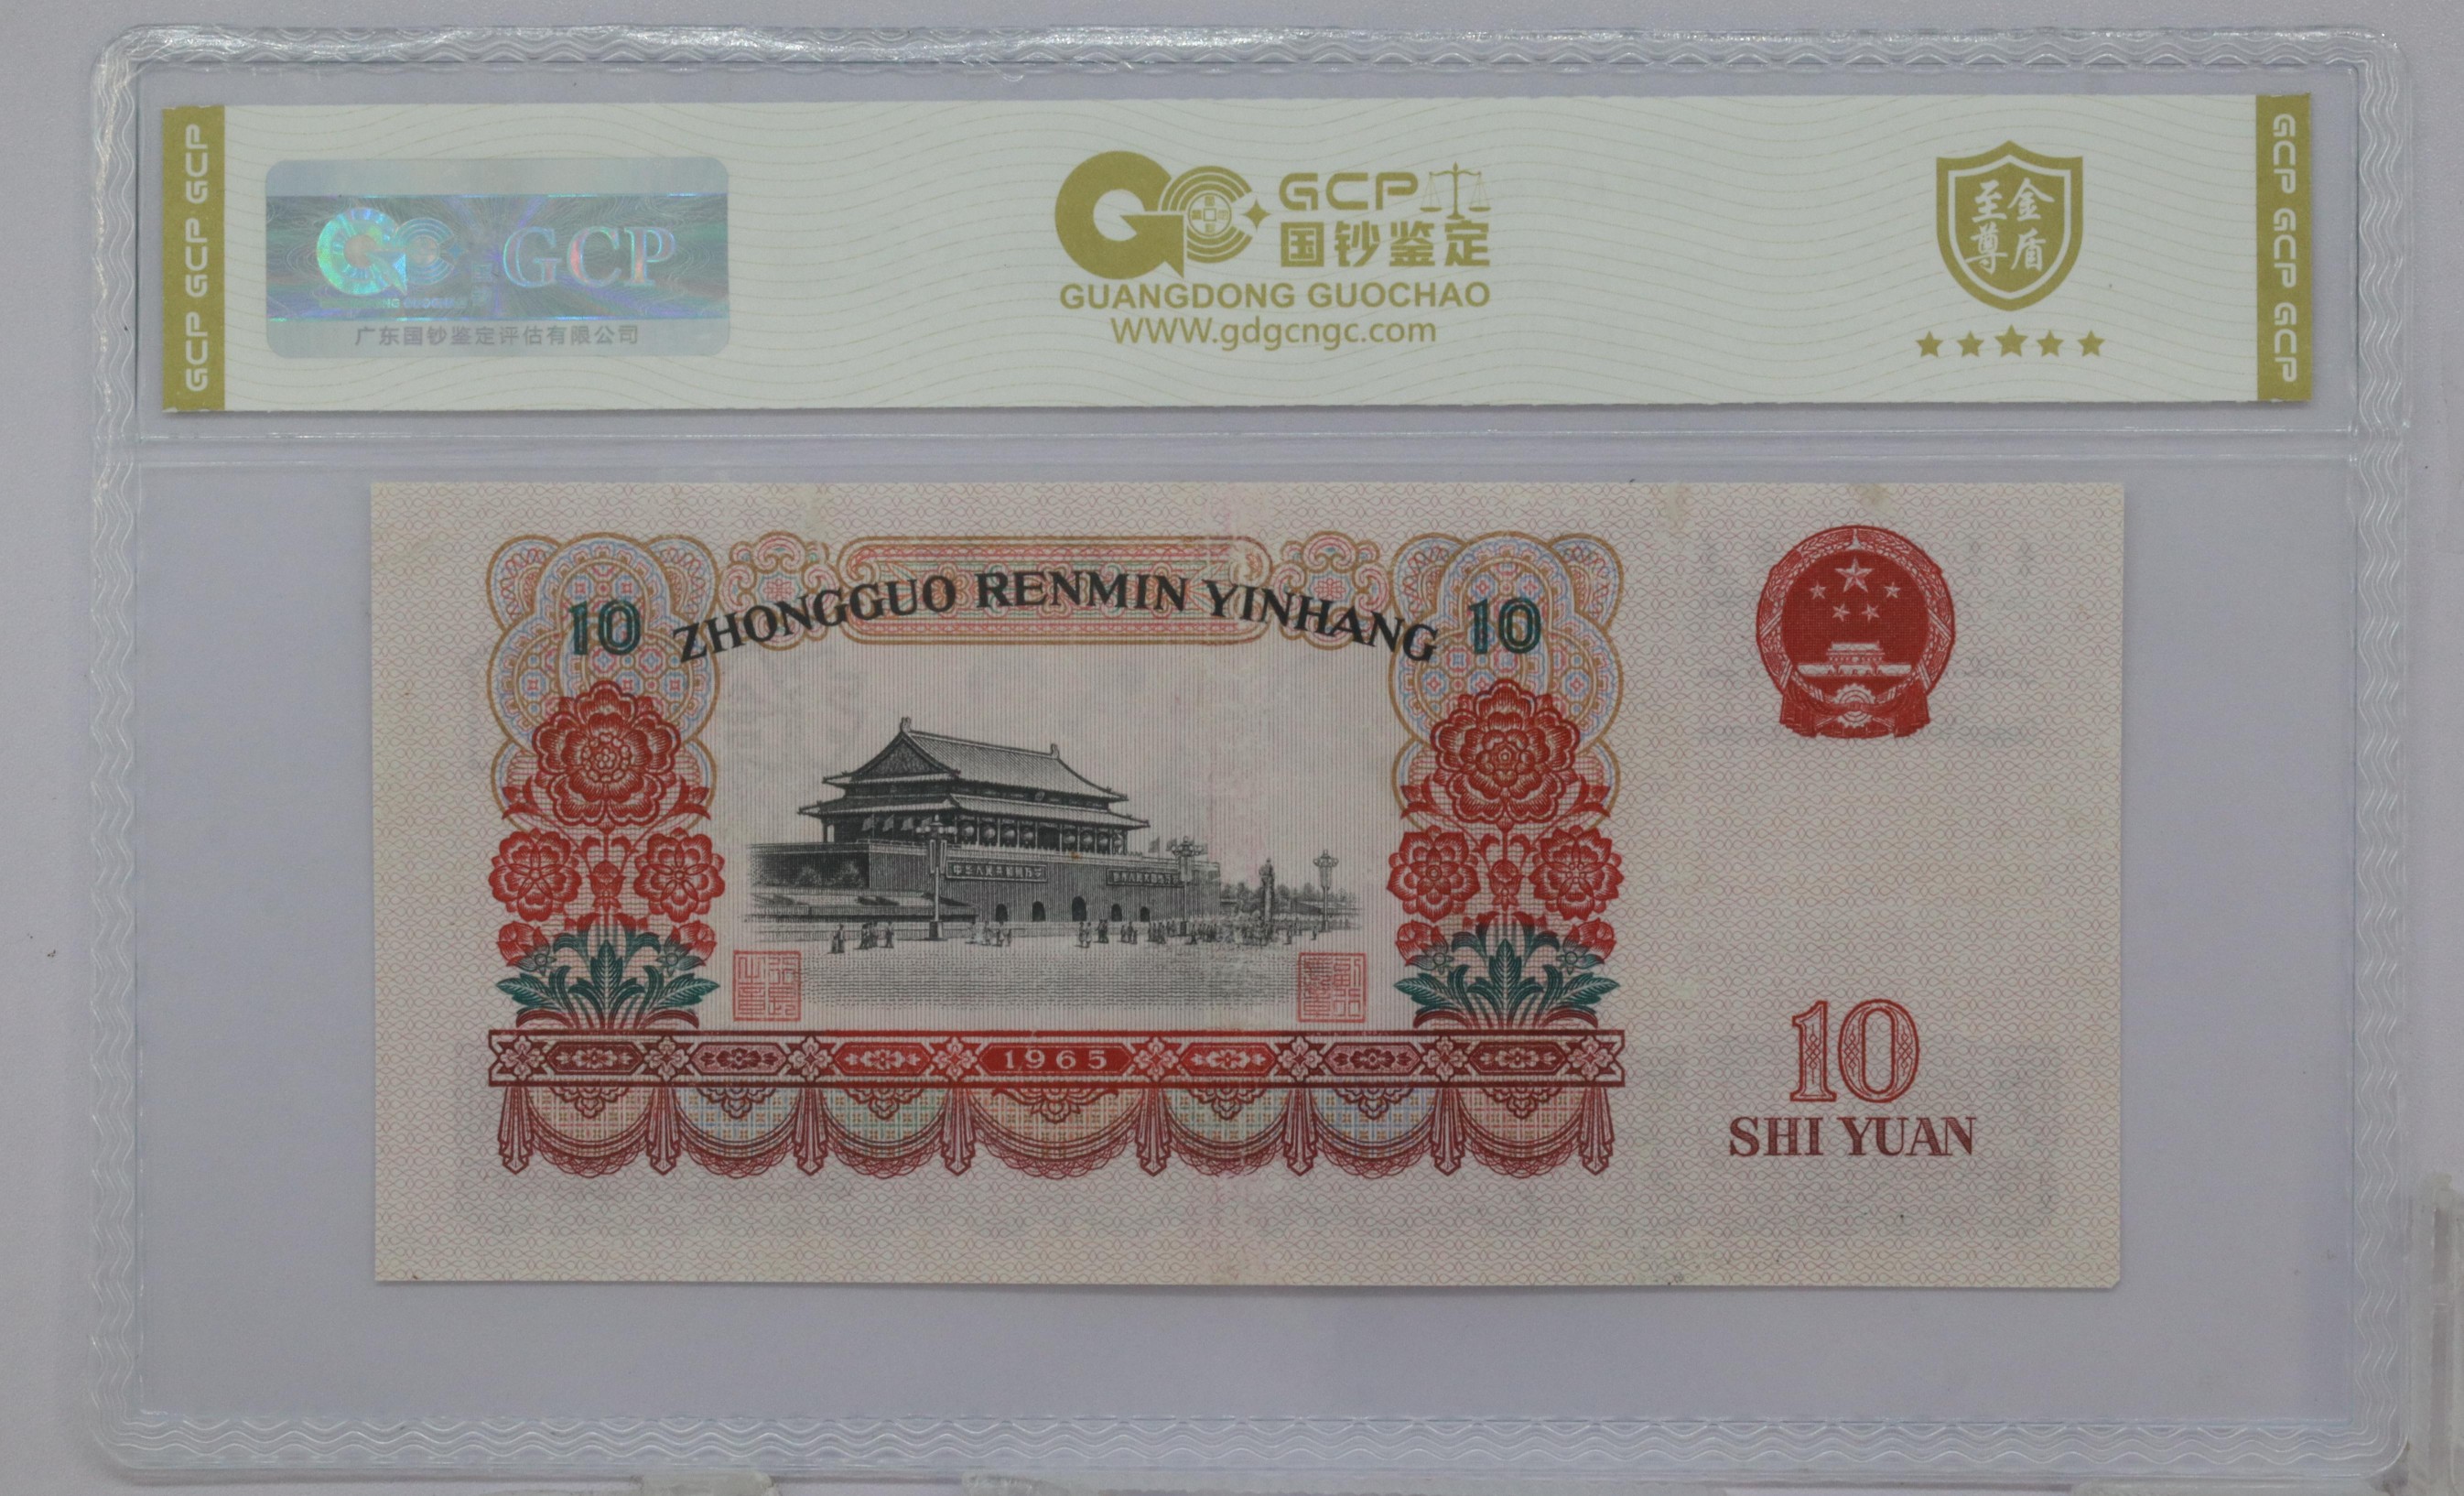 GCP GCP GCP GCP
GCP
广东国钞鉴定评估有限公司
GCP
国钞鉴定
GUANGDONG GUOCHAO
WWW.gdgcngc.com
金盾
至尊
GCP GCP GCP GCP
ZHONGGUO RENMIN YINHANG
10
10
1965
10
SHI YUAN